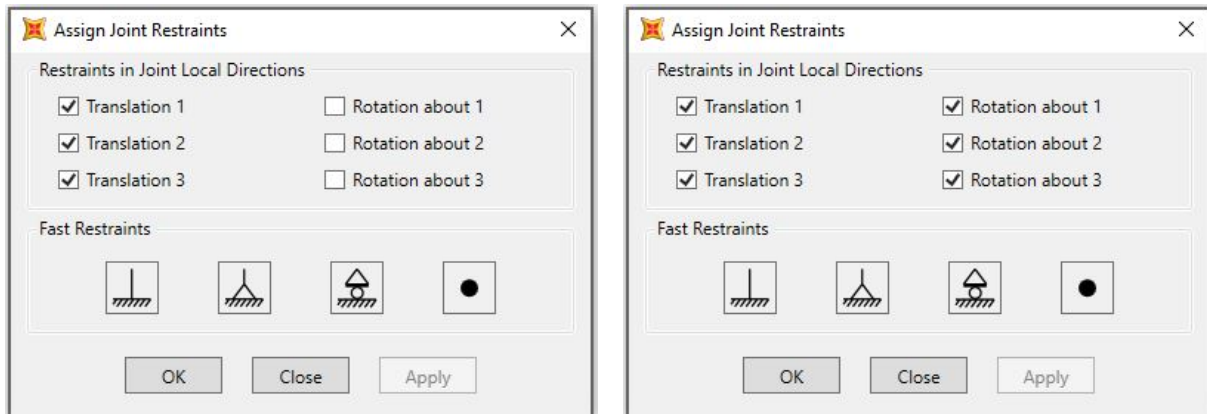 Assign Joint Restraints
Restraints in Joint Local Directions
Translation 1 Rotation about 1
Translation 2 Rotation about 2
Translation 3 Rotation about 3
Fast Restraints
OK Close Apply
Assign Joint Restraints
Restraints in Joint Local Directions
Translation 1 Rotation about 1
Translation 2 Rotation about 2
Translation 3 Rotation about 3
Fast Restraints
OK Close Apply